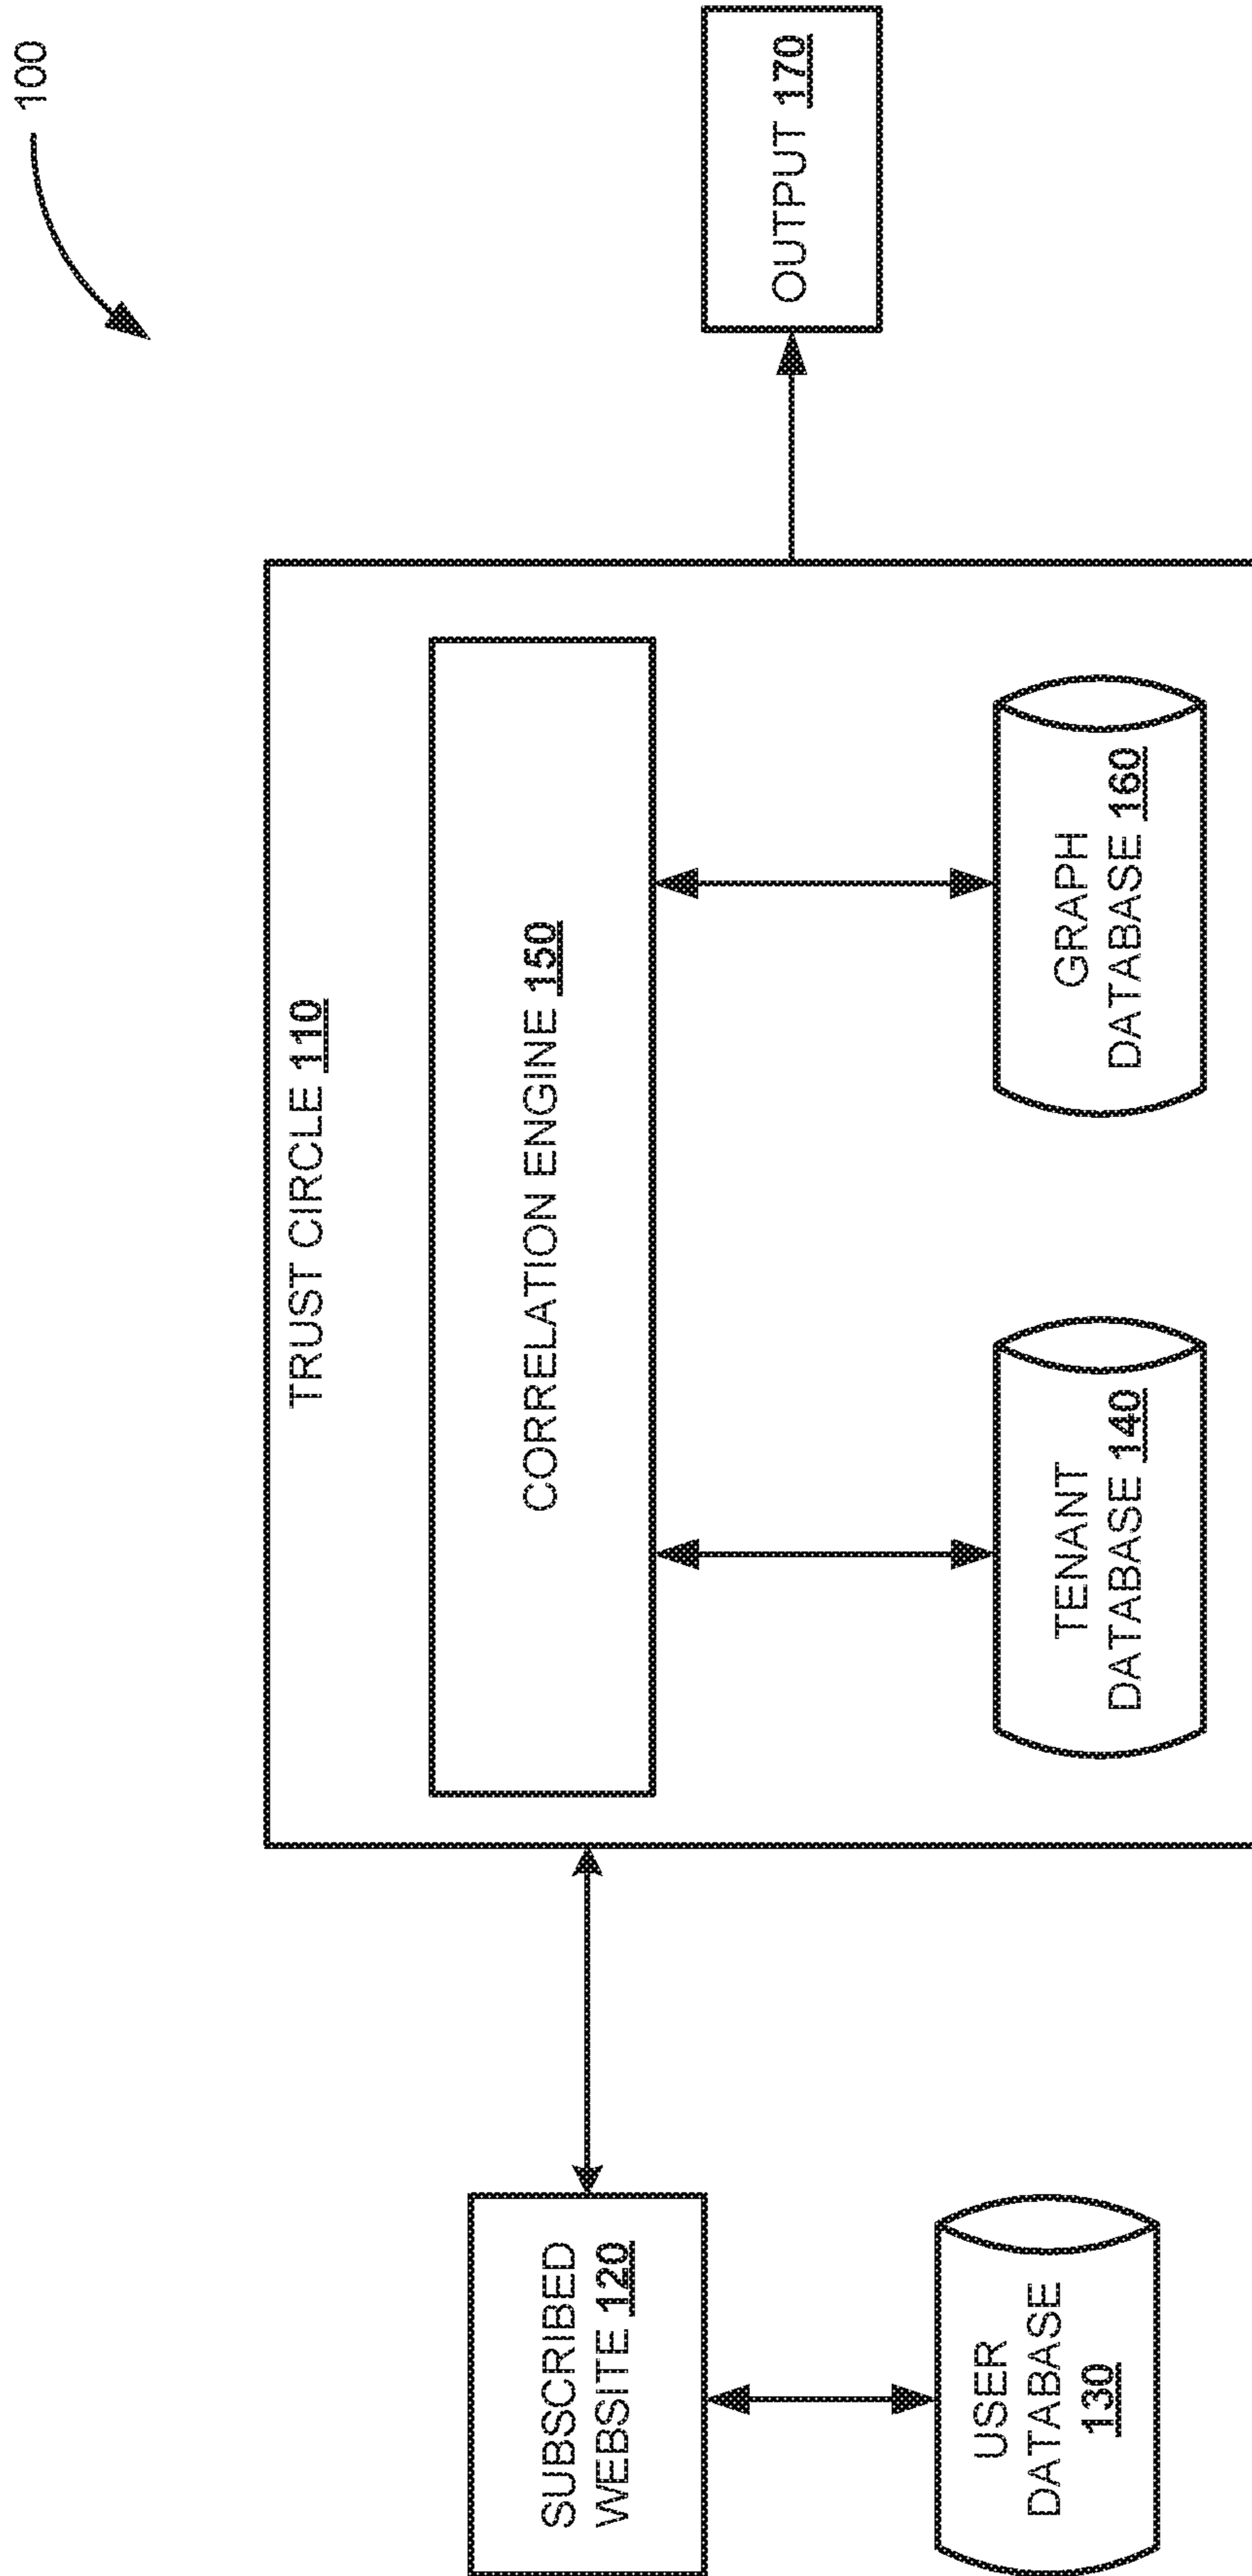 100
TRUST CIRCLE 110
SUBSCRIBED
WEBSITE 120
CORRELATION ENGINE 150
OUTPUT 170
USER
DATABASE
130
TENANT
DATABASE 140
GRAPH
DATABASE 160